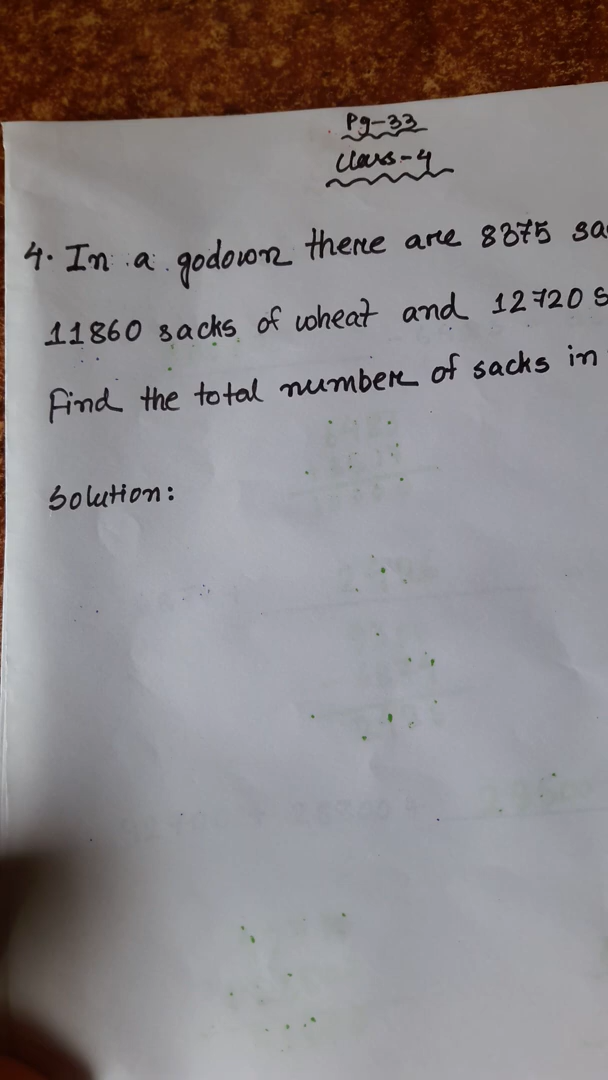 Pg-33
Class-4
4. In a godown there are 8375 sa
11860 sacks of wheat and 12720 s
Find the total number of sacks in
Solution: